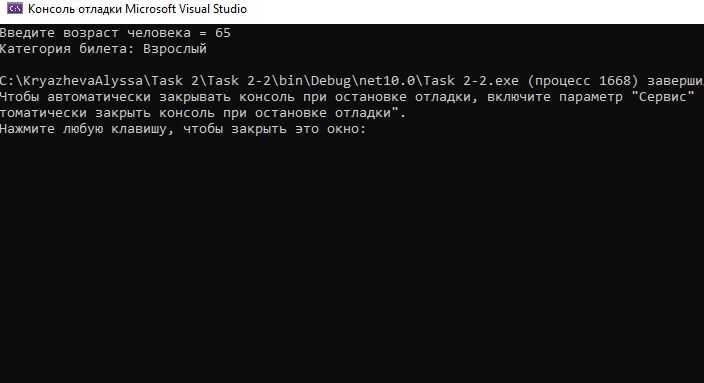 Консоль отладки Microsoft Visual Studio
Введите возраст человека = 65
Категория билета: Взрослый
C:\KryazhevaAlyssa\Task 2\Task 2-2\bin\Debug\net10.0\Task 2-2.exe (процесс 1668) заверши
Чтобы автоматически закрывать консоль при остановке отладки, включите параметр "Сервис"
томатически закрыть консоль при остановке отладки".
Нажмите любую клавишу, чтобы закрыть это окно: